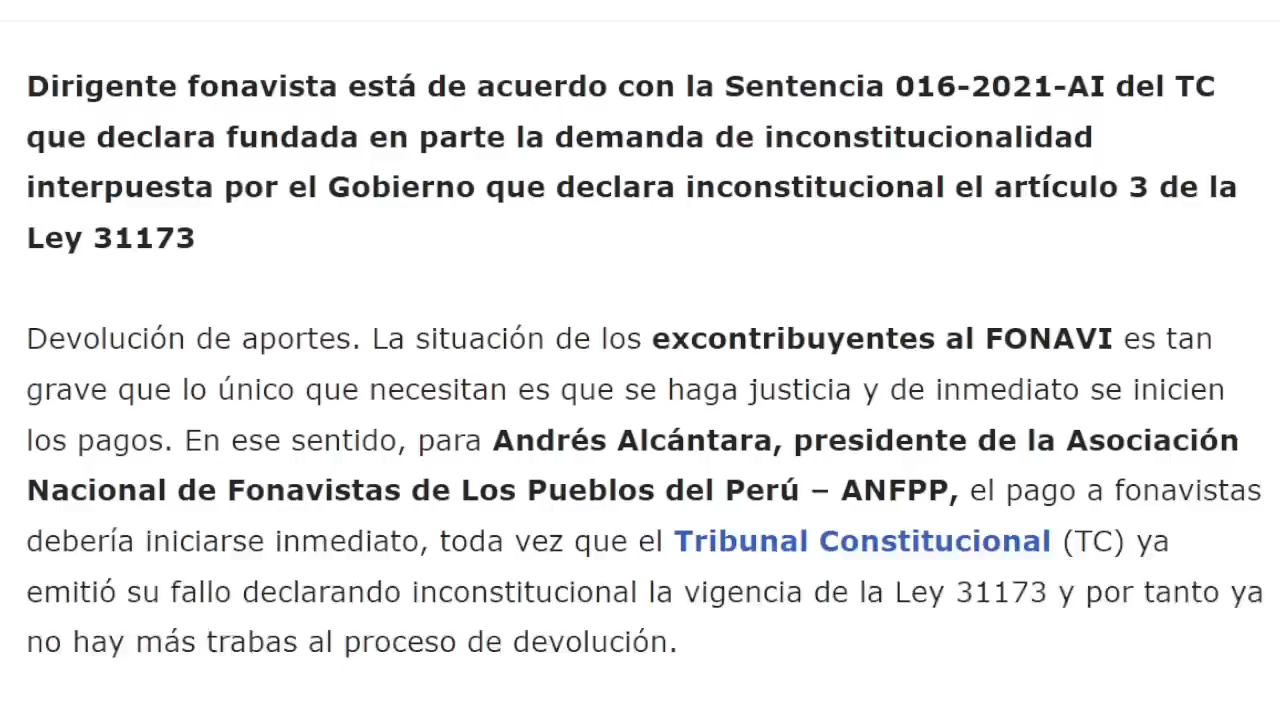 Dirigente fonavista está de acuerdo con la Sentencia 016-2021-AI del TC
que declara fundada en parte la demanda de inconstitucionalidad
interpuesta por el Gobierno que declara inconstitucional el artículo 3 de la
Ley 31173
Devolución de aportes. La situación de los excontribuyentes al FONAVI es tan
grave que lo único que necesitan es que se haga justicia y de inmediato se inicien
los pagos. En ese sentido, para Andrés Alcántara, presidente de la Asociación
Nacional de Fonavistas de Los Pueblos del Perú – ANFPP, el pago a fonavistas
debería iniciarse inmediato, toda vez que el Tribunal Constitucional (TC) ya
emitió su fallo declarando inconstitucional la vigencia de la Ley 31173 y por tanto ya
no hay más trabas al proceso de devolución.